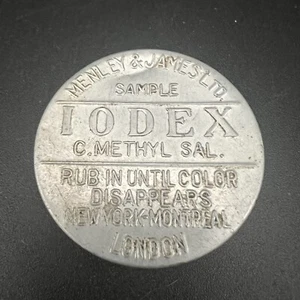 MENLEY & JAMES LTD.
SAMPLE
IODEX
C. METHYL SAL.
RUB IN UNTIL COLOR
DISAPPEARS
NEW YORK-MONTREAL
LONDON